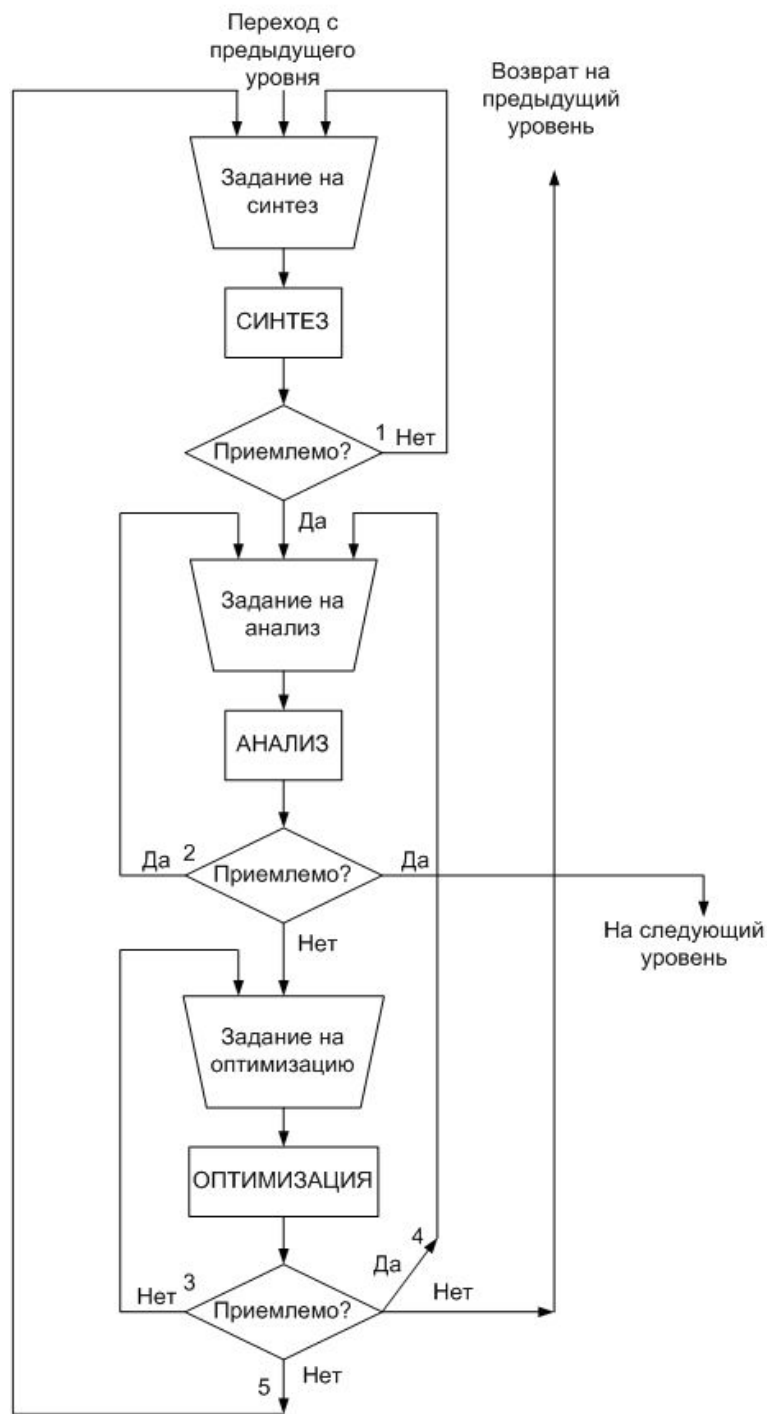 Переход с
предыдущего
уровня
Возврат на
предыдущий
уровень
Задание на
синтез
СИНТЕЗ
Приемлемо?
1
Нет
Да
Задание на
анализ
АНАЛИЗ
Да
2
Приемлемо?
Да
На следующий
уровень
Нет
Задание на
оптимизацию
ОПТИМИЗАЦИЯ
4
Да
Нет
3
Приемлемо?
Нет
5
Нет